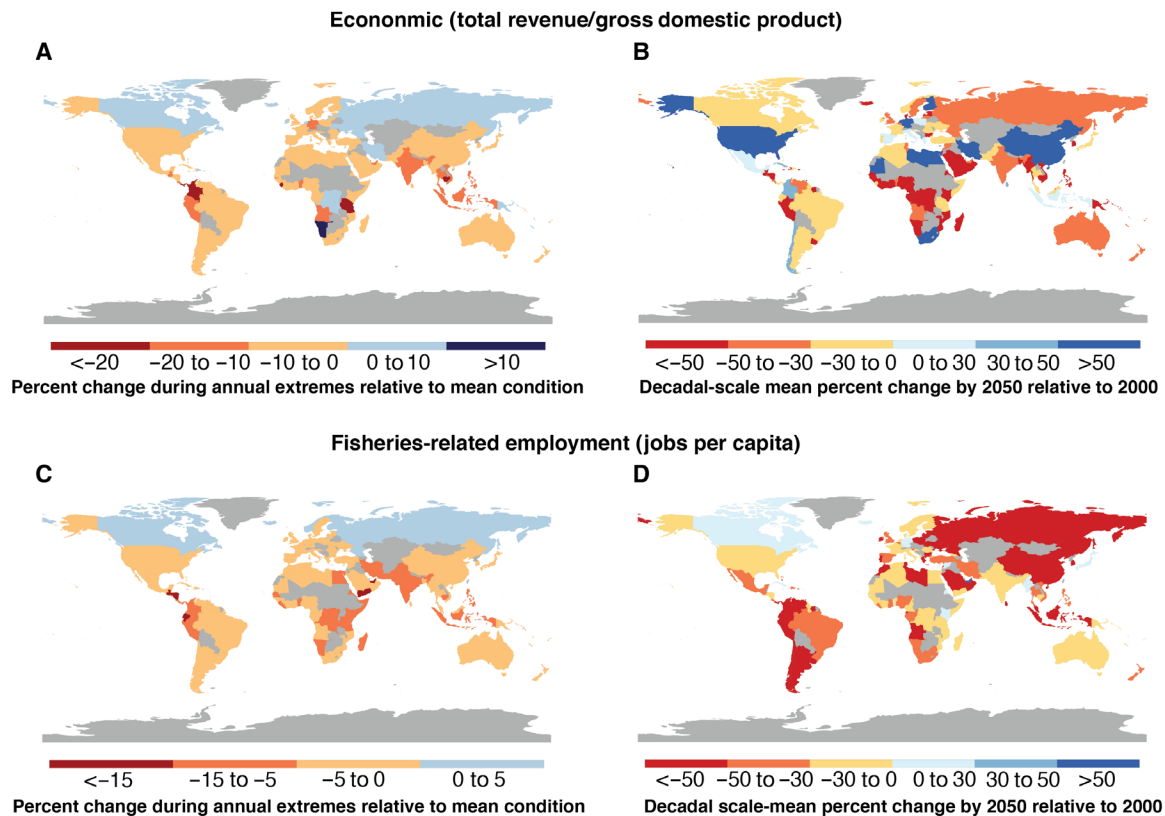 Econonmic (total revenue/gross domestic product)
A
B
<−20 −20 to −10 −10 to 0 0 to 10 >10
Percent change during annual extremes relative to mean condition
<−50 −50 to −30 −30 to 0 0 to 30 30 to 50 >50
Decadal-scale mean percent change by 2050 relative to 2000
Fisheries-related employment (jobs per capita)
C
D
<−15 −15 to −5 −5 to 0 0 to 5
Percent change during annual extremes relative to mean condition
<−50 −50 to −30 −30 to 0 0 to 30 30 to 50 >50
Decadal scale-mean percent change by 2050 relative to 2000